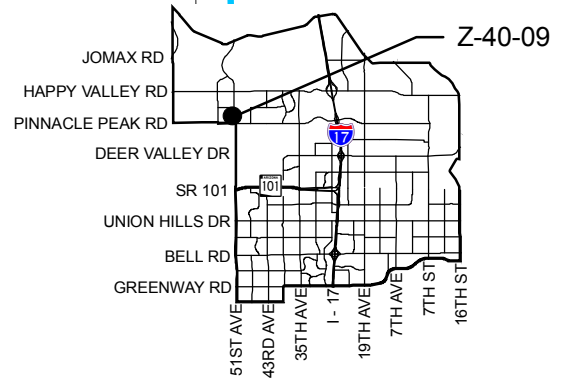 Z-40-09
JOMAX RD
HAPPY VALLEY RD
PINNACLE PEAK RD
DEER VALLEY DR
17
SR 101
ARIZONA
101
UNION HILLS DR
BELL RD
GREENWAY RD
51ST AVE
43RD AVE
35TH AVE
I - 17
19TH AVE
7TH AVE
7TH ST
16TH ST